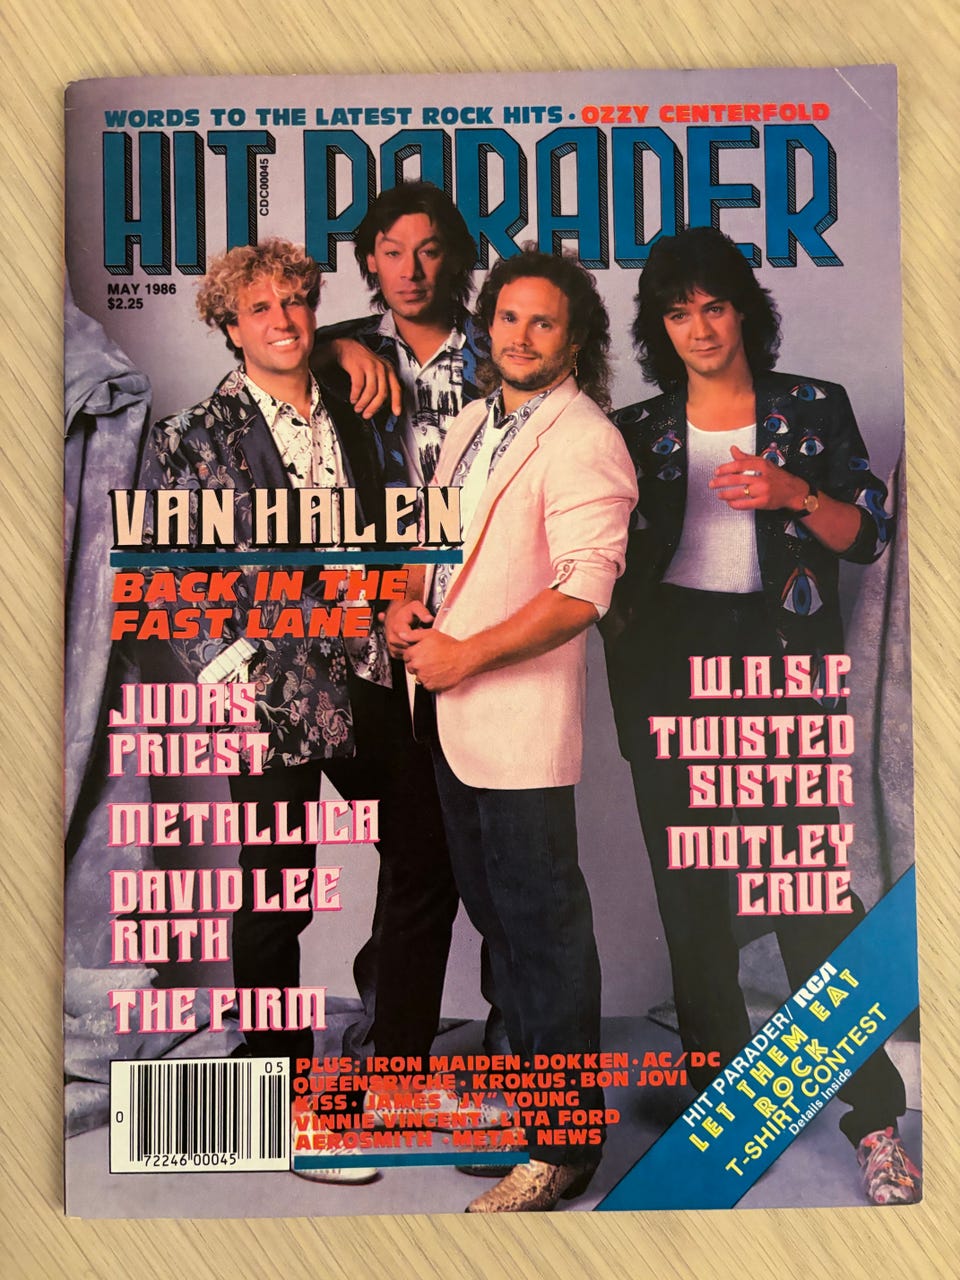 WORDS TO THE LATEST ROCK HITS • OZZY CENTERFOLD
HIT PARADER
CDC00045
MAY 1986
$2.25
VAN HALEN
BACK IN THE
FAST LANE
JUDAS
PRIEST
METALLICA
DAVID LEE
ROTH
THE FIRM
W.A.S.P.
TWISTED
SISTER
MOTLEY
CRUE
PLUS: IRON MAIDEN • DOKKEN • AC/DC
QUEENSRYCHE • KROKUS • BON JOVI
KISS • JAMES "JY" YOUNG
VINNIE VINCENT • LITA FORD
AEROSMITH • METAL NEWS
HIT PARADER/RCA
LET THEM EAT
ROCK
T-SHIRT CONTEST
Details Inside
05
0
72246 00045